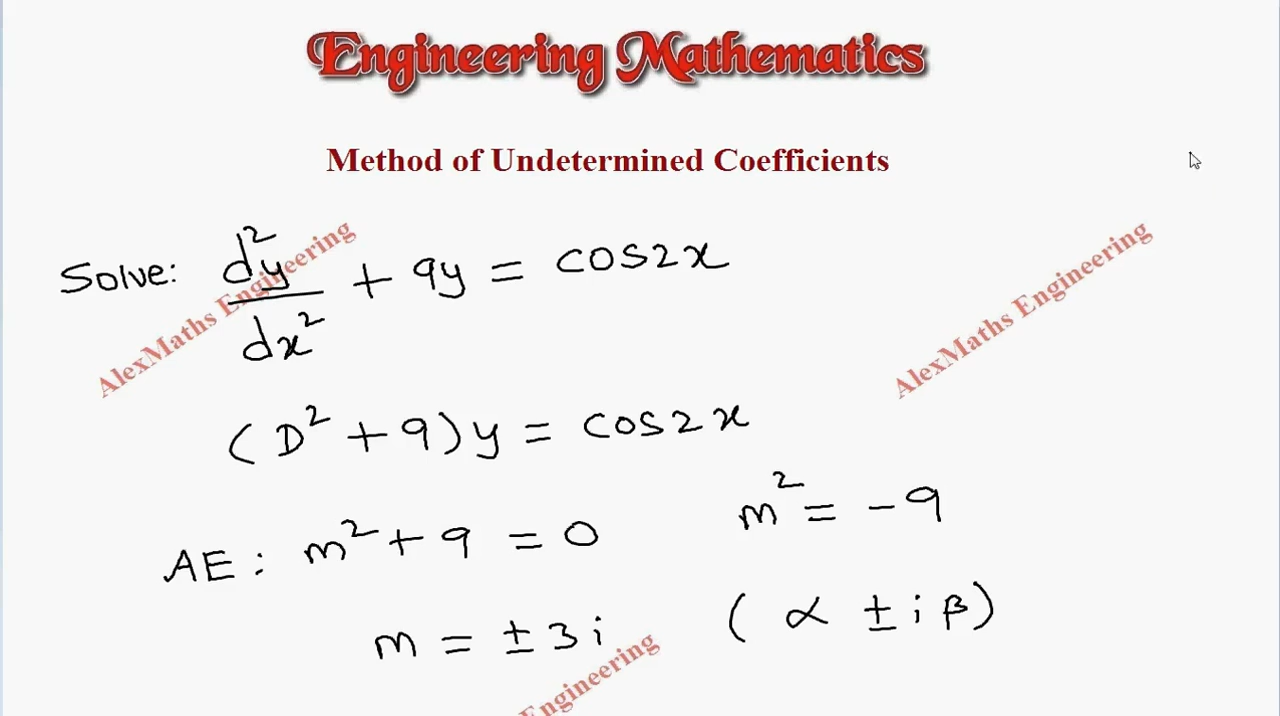 Engineering Mathematics
Method of Undetermined Coefficients
Solve: d²y/dx² + 9y = cos2x
AlexMaths Engineering
AlexMaths Engineering
(D² + 9)y = cos2x
m² = -9
AE: m² + 9 = 0
m = ±3i (α ± iβ)
Engineering